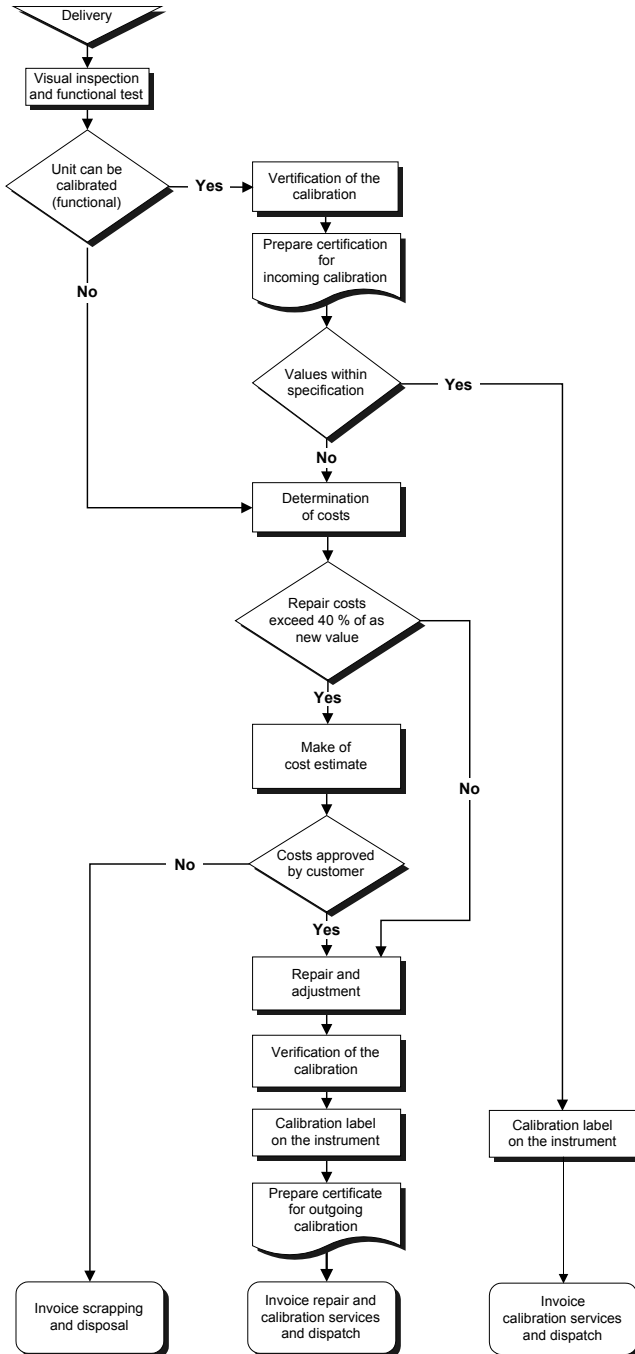 Delivery
Visual inspection
and functional test
Unit can be
calibrated
(functional)
Yes
Vertification of the
calibration
Prepare certification
for
incoming calibration
No
Values within
specification
Yes
No
Determination
of costs
Repair costs
exceed 40 % of as
new value
Yes
Make of
cost estimate
No
Costs approved
by customer
No
Yes
Repair and
adjustment
Verification of the
calibration
Calibration label
on the instrument
Calibration label
on the instrument
Prepare certificate
for outgoing
calibration
Invoice scrapping
and disposal
Invoice repair and
calibration services
and dispatch
Invoice
calibration services
and dispatch